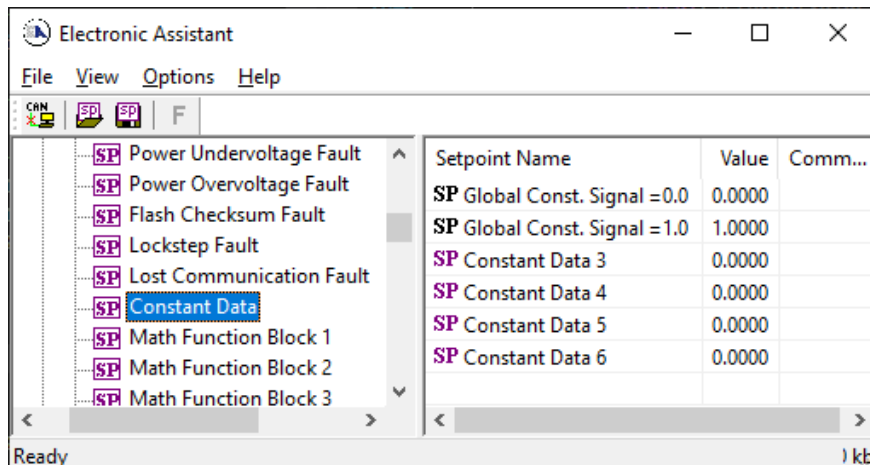 Electronic Assistant
File View Options Help
CAN SP SP F
SP Power Undervoltage Fault
SP Power Overvoltage Fault
SP Flash Checksum Fault
SP Lockstep Fault
SP Lost Communication Fault
SP Constant Data
SP Math Function Block 1
SP Math Function Block 2
SP Math Function Block 3
Setpoint Name Value Comm...
SP Global Const. Signal =0.0 0.0000
SP Global Const. Signal =1.0 1.0000
SP Constant Data 3 0.0000
SP Constant Data 4 0.0000
SP Constant Data 5 0.0000
SP Constant Data 6 0.0000
Ready
) kb